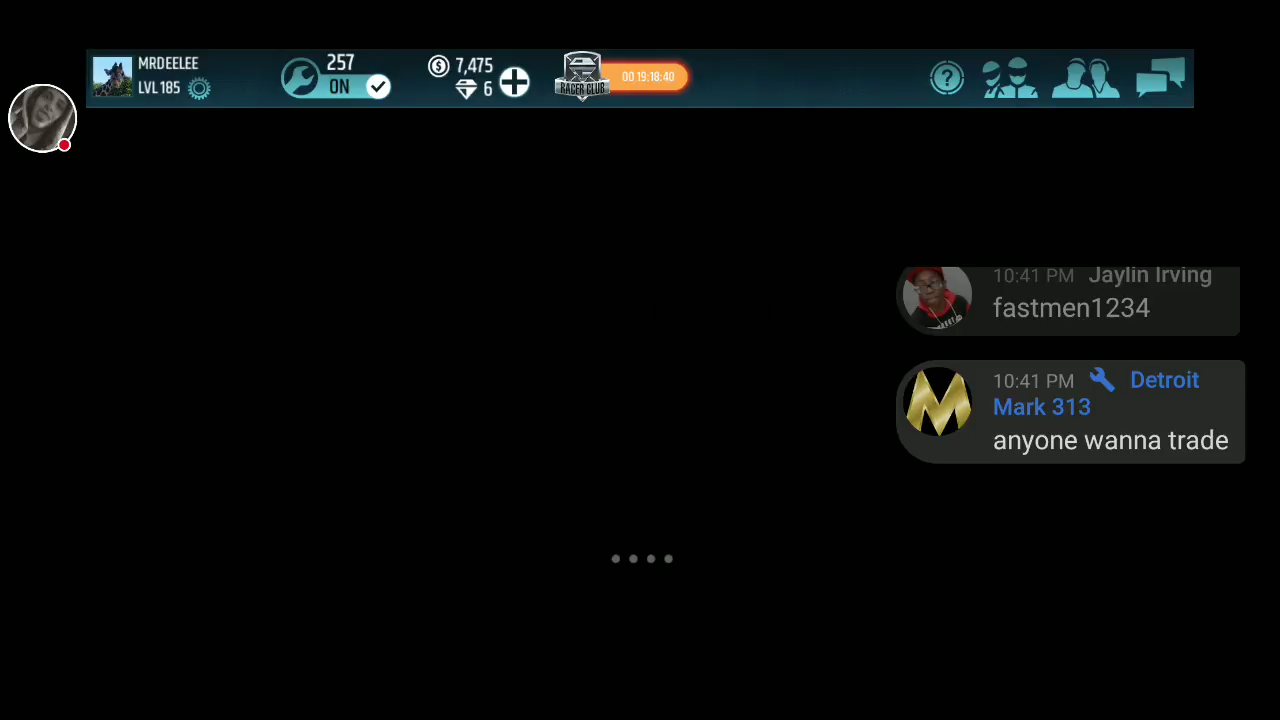 MRDEELEE
LVL 185
257
ON
7,475
6
RACER CLUB
00 19:18:40
?
10:41 PM Jaylin Irving
fastmen1234
10:41 PM Detroit
Mark 313
anyone wanna trade